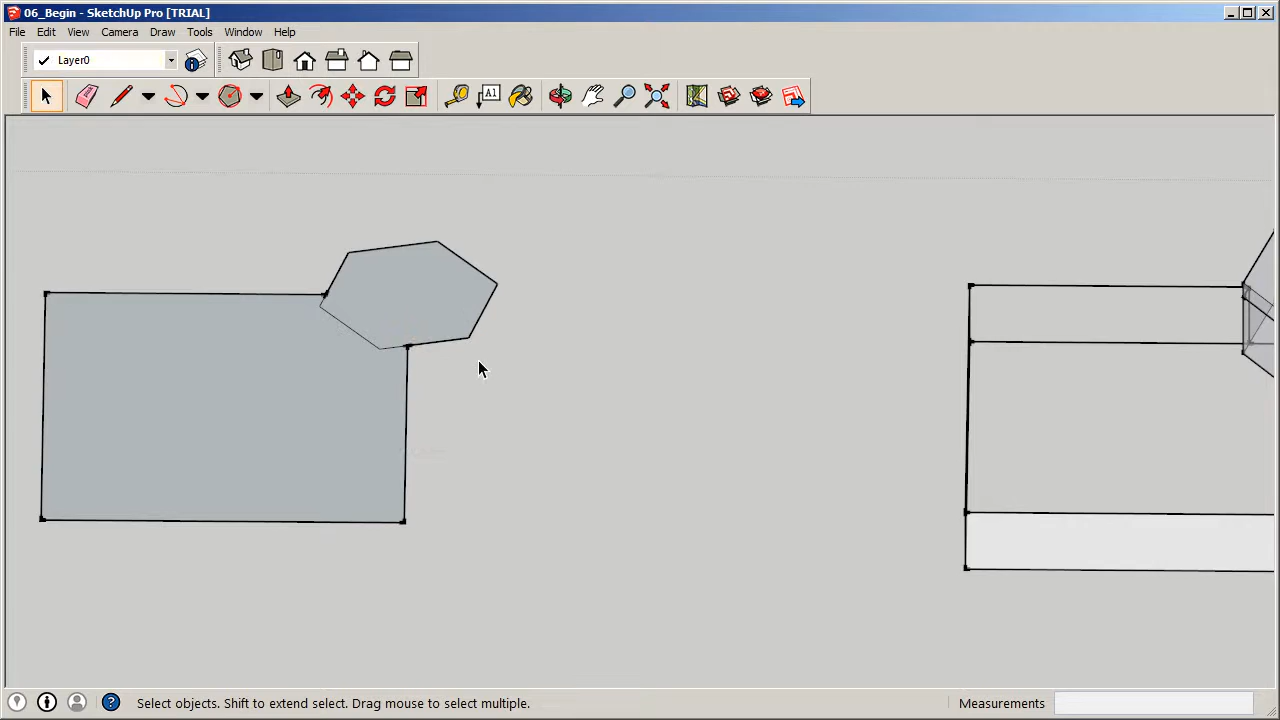 06_Begin - SketchUp Pro [TRIAL]
File Edit View Camera Draw Tools Window Help
Layer0
A1
Select objects. Shift to extend select. Drag mouse to select multiple. Measurements